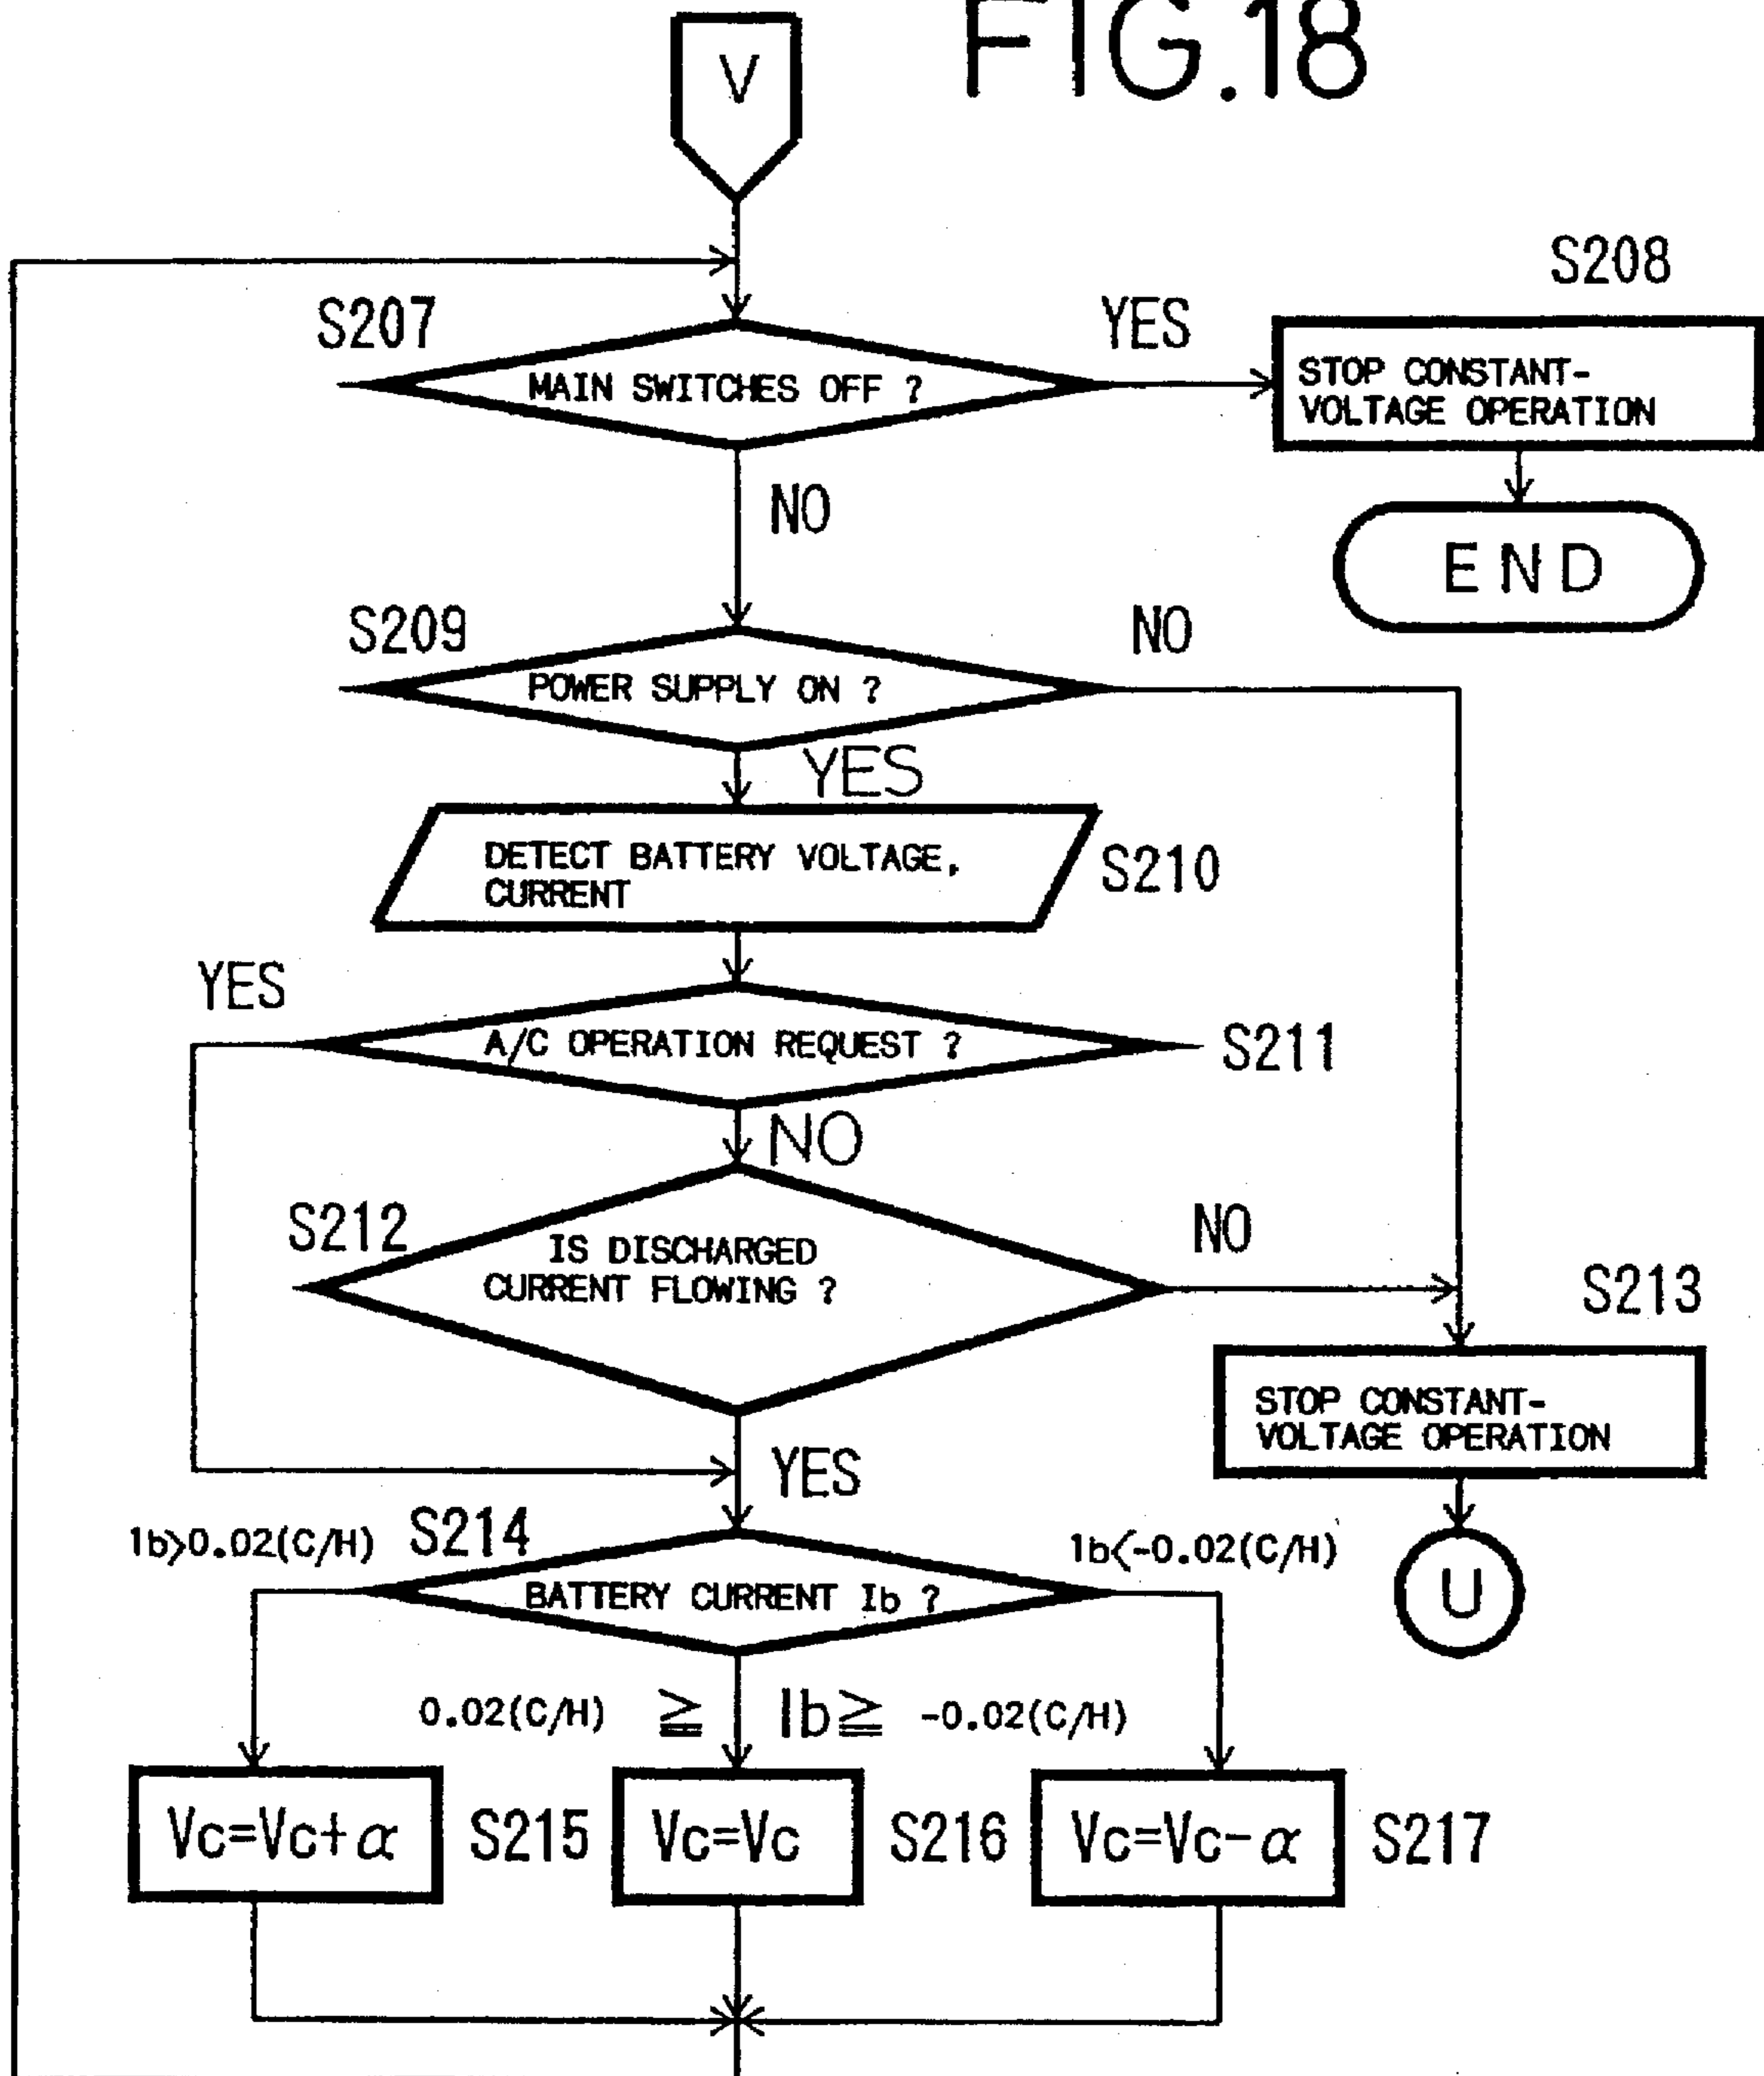 FIG.18
V
S207
MAIN SWITCHES OFF ?
YES
S208
STOP CONSTANT-
VOLTAGE OPERATION
END
NO
S209
POWER SUPPLY ON ?
NO
YES
DETECT BATTERY VOLTAGE,
CURRENT
S210
YES
A/C OPERATION REQUEST ?
S211
NO
S212
IS DISCHARGED
CURRENT FLOWING ?
NO
S213
STOP CONSTANT-
VOLTAGE OPERATION
U
YES
S214
BATTERY CURRENT Ib ?
Ib>0.02(C/H)
Ib<-0.02(C/H)
0.02(C/H) ≧ Ib≧ -0.02(C/H)
Vc=Vc+α
S215
Vc=Vc
S216
Vc=Vc-α
S217